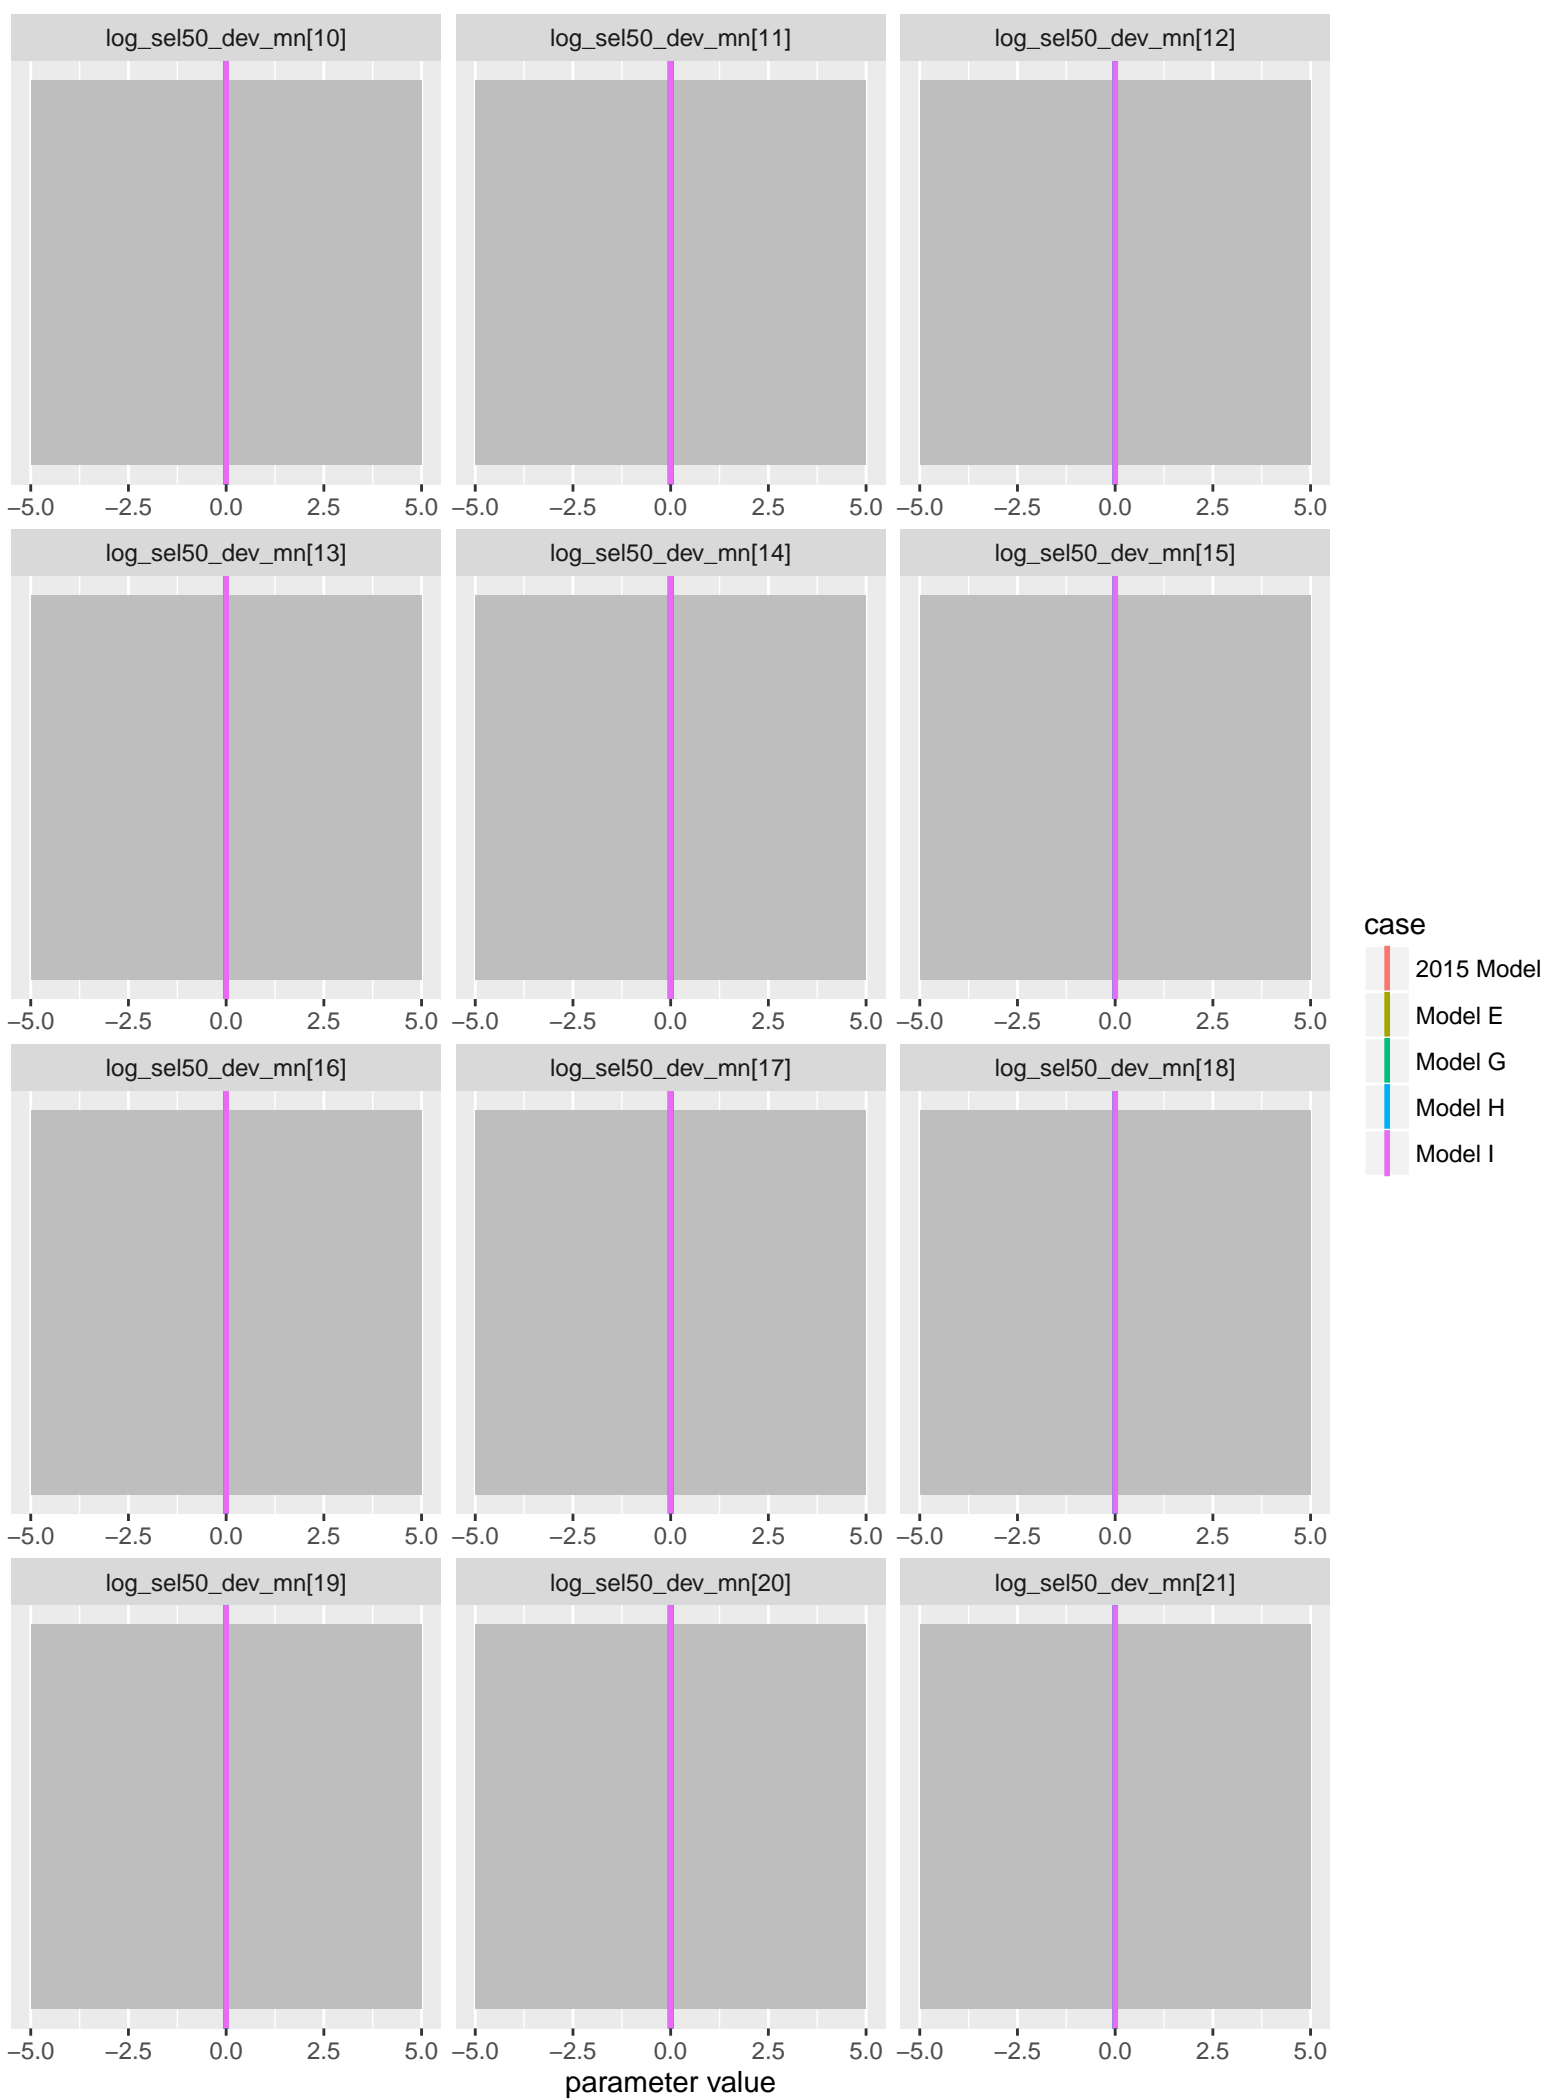 log_sel50_dev_mn[10] log_sel50_dev_mn[11] log_sel50_dev_mn[12]
−5.0 −2.5 0.0 2.5 5.0 −5.0 −2.5 0.0 2.5 5.0 −5.0 −2.5 0.0 2.5 5.0
log_sel50_dev_mn[13] log_sel50_dev_mn[14] log_sel50_dev_mn[15]
−5.0 −2.5 0.0 2.5 5.0 −5.0 −2.5 0.0 2.5 5.0 −5.0 −2.5 0.0 2.5 5.0
log_sel50_dev_mn[16] log_sel50_dev_mn[17] log_sel50_dev_mn[18]
−5.0 −2.5 0.0 2.5 5.0 −5.0 −2.5 0.0 2.5 5.0 −5.0 −2.5 0.0 2.5 5.0
log_sel50_dev_mn[19] log_sel50_dev_mn[20] log_sel50_dev_mn[21]
−5.0 −2.5 0.0 2.5 5.0 −5.0 −2.5 0.0 2.5 5.0 −5.0 −2.5 0.0 2.5 5.0
parameter value
case
2015 Model
Model E
Model G
Model H
Model I